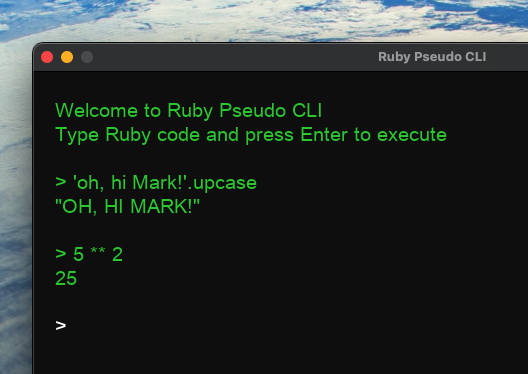 Ruby Pseudo CLI
Welcome to Ruby Pseudo CLI
Type Ruby code and press Enter to execute
> 'oh, hi Mark!'.upcase
"OH, HI MARK!"
> 5 ** 2
25
>